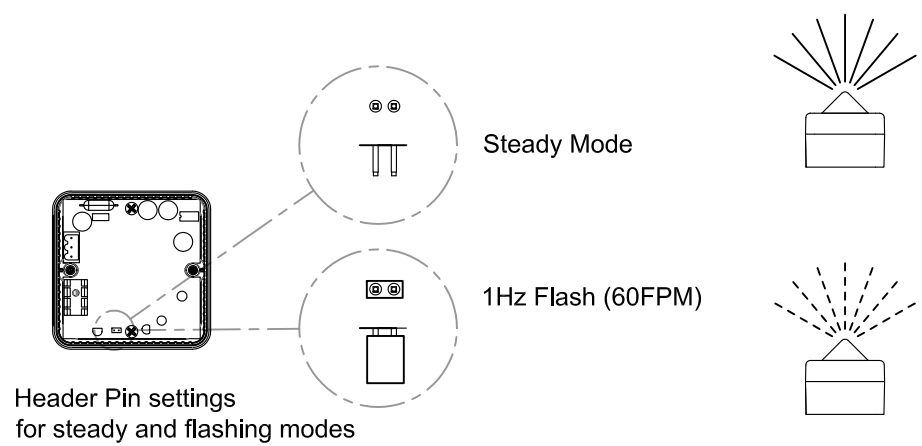 Steady Mode
1Hz Flash (60FPM)
Header Pin settings
for steady and flashing modes